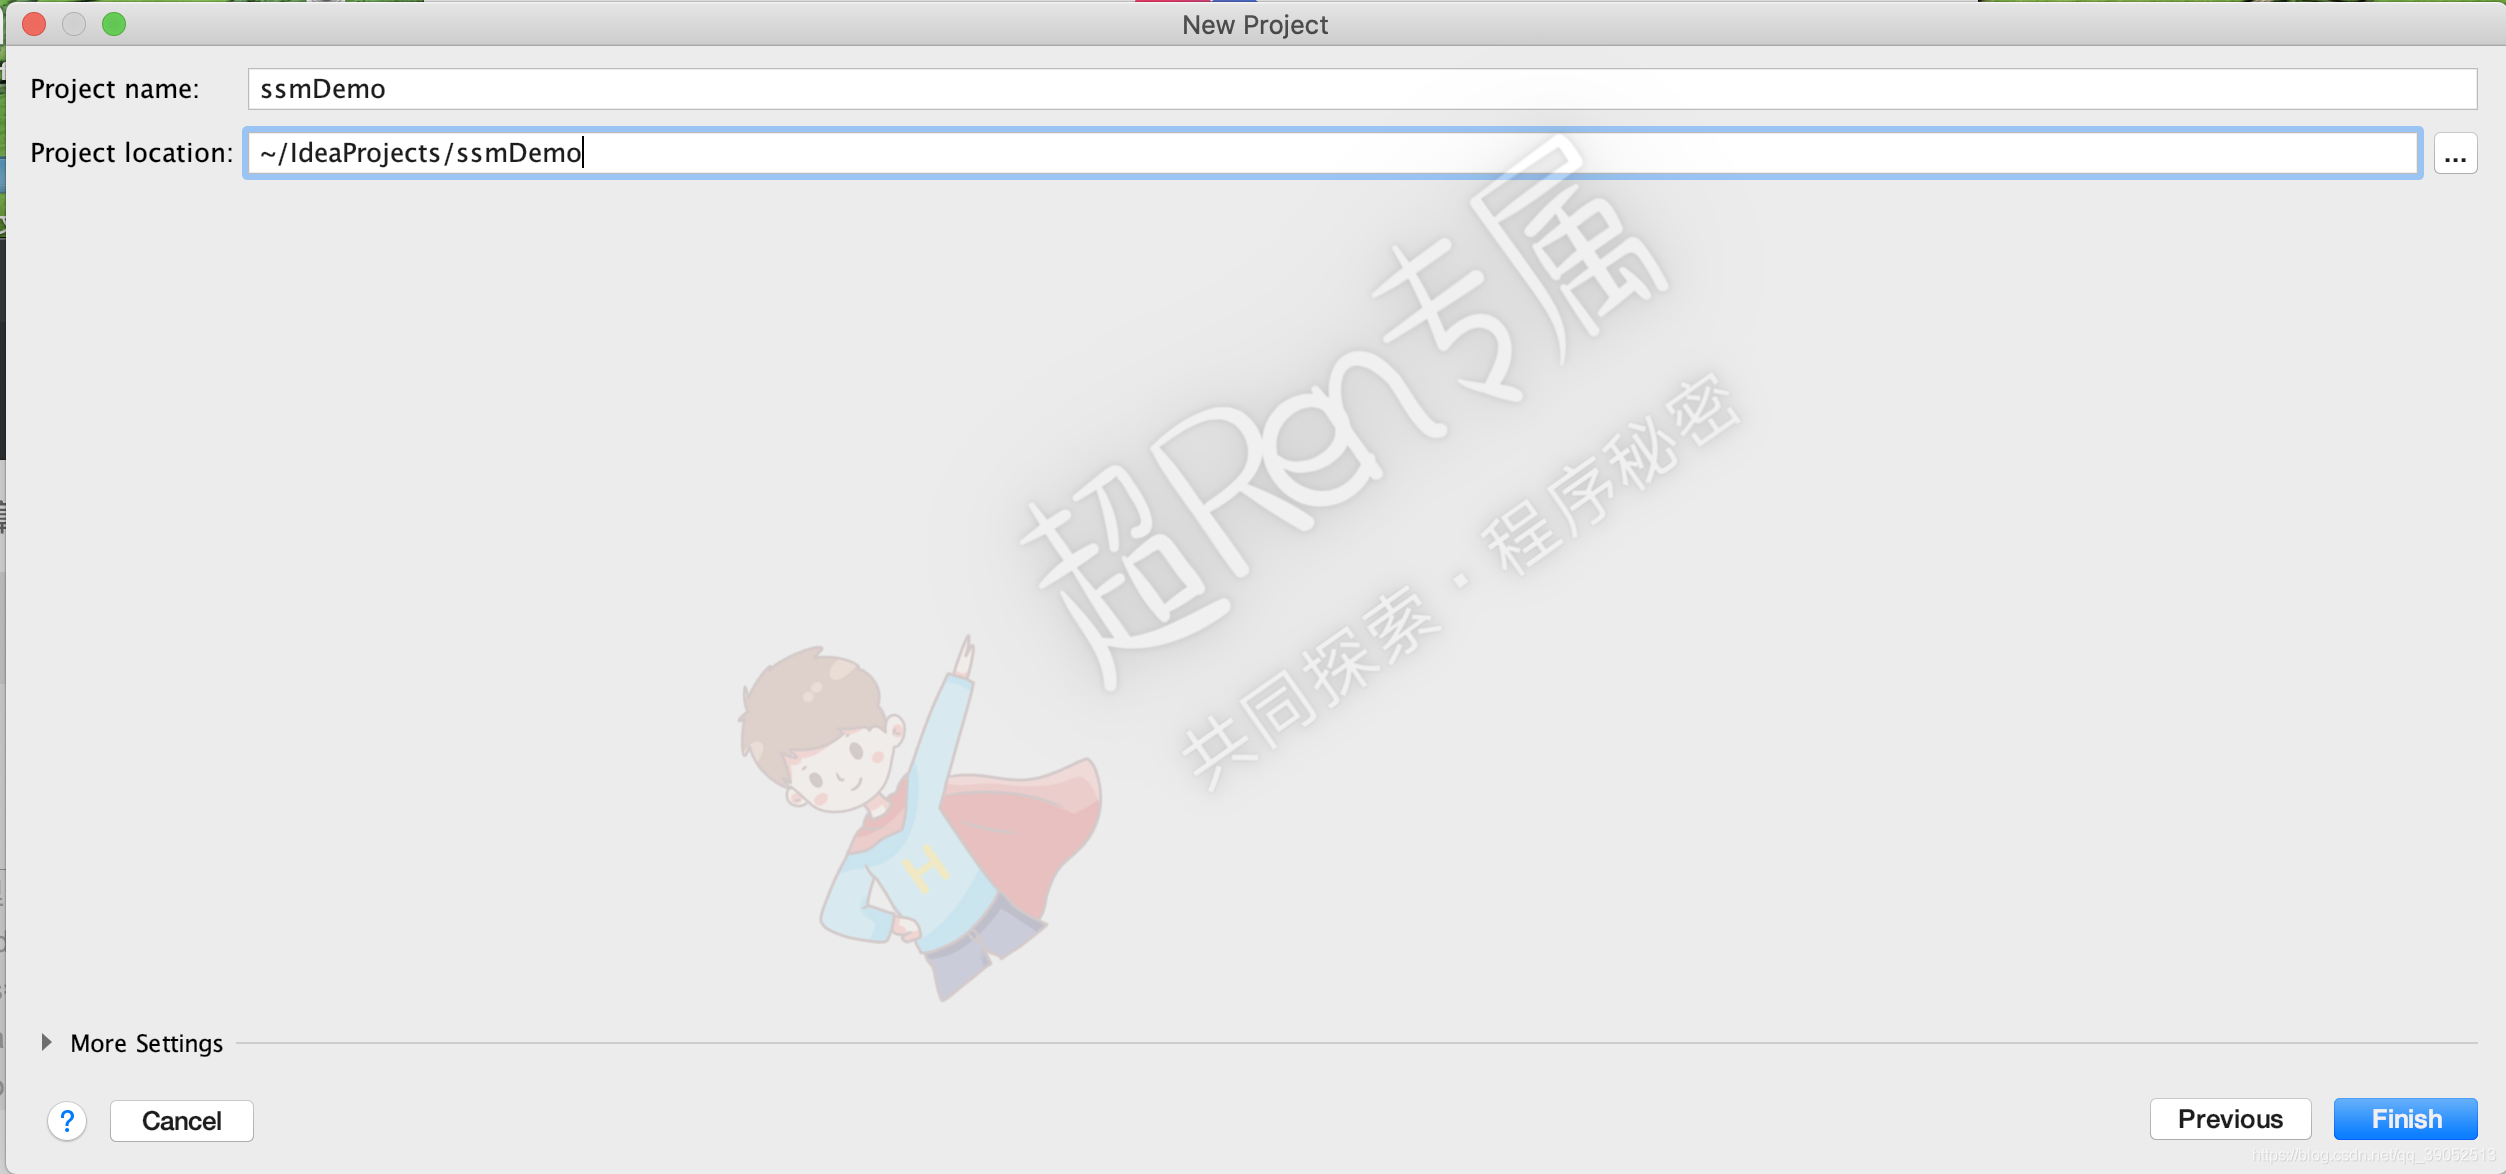 New Project
Project name:
ssmDemo
Project location:
~/IdeaProjects/ssmDemo
...
超Ren专属
共同探索·程序秘密
H
More Settings
?
Cancel
Previous
Finish
https://blog.csdn.net/qq_39052513